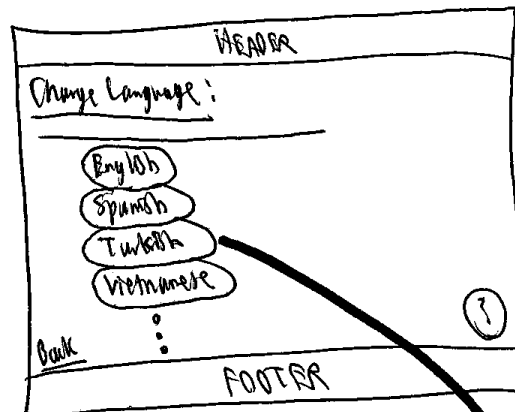 HEADER
Change Language:
English
Spanish
Turkish
Vietnamese
Back
FOOTER